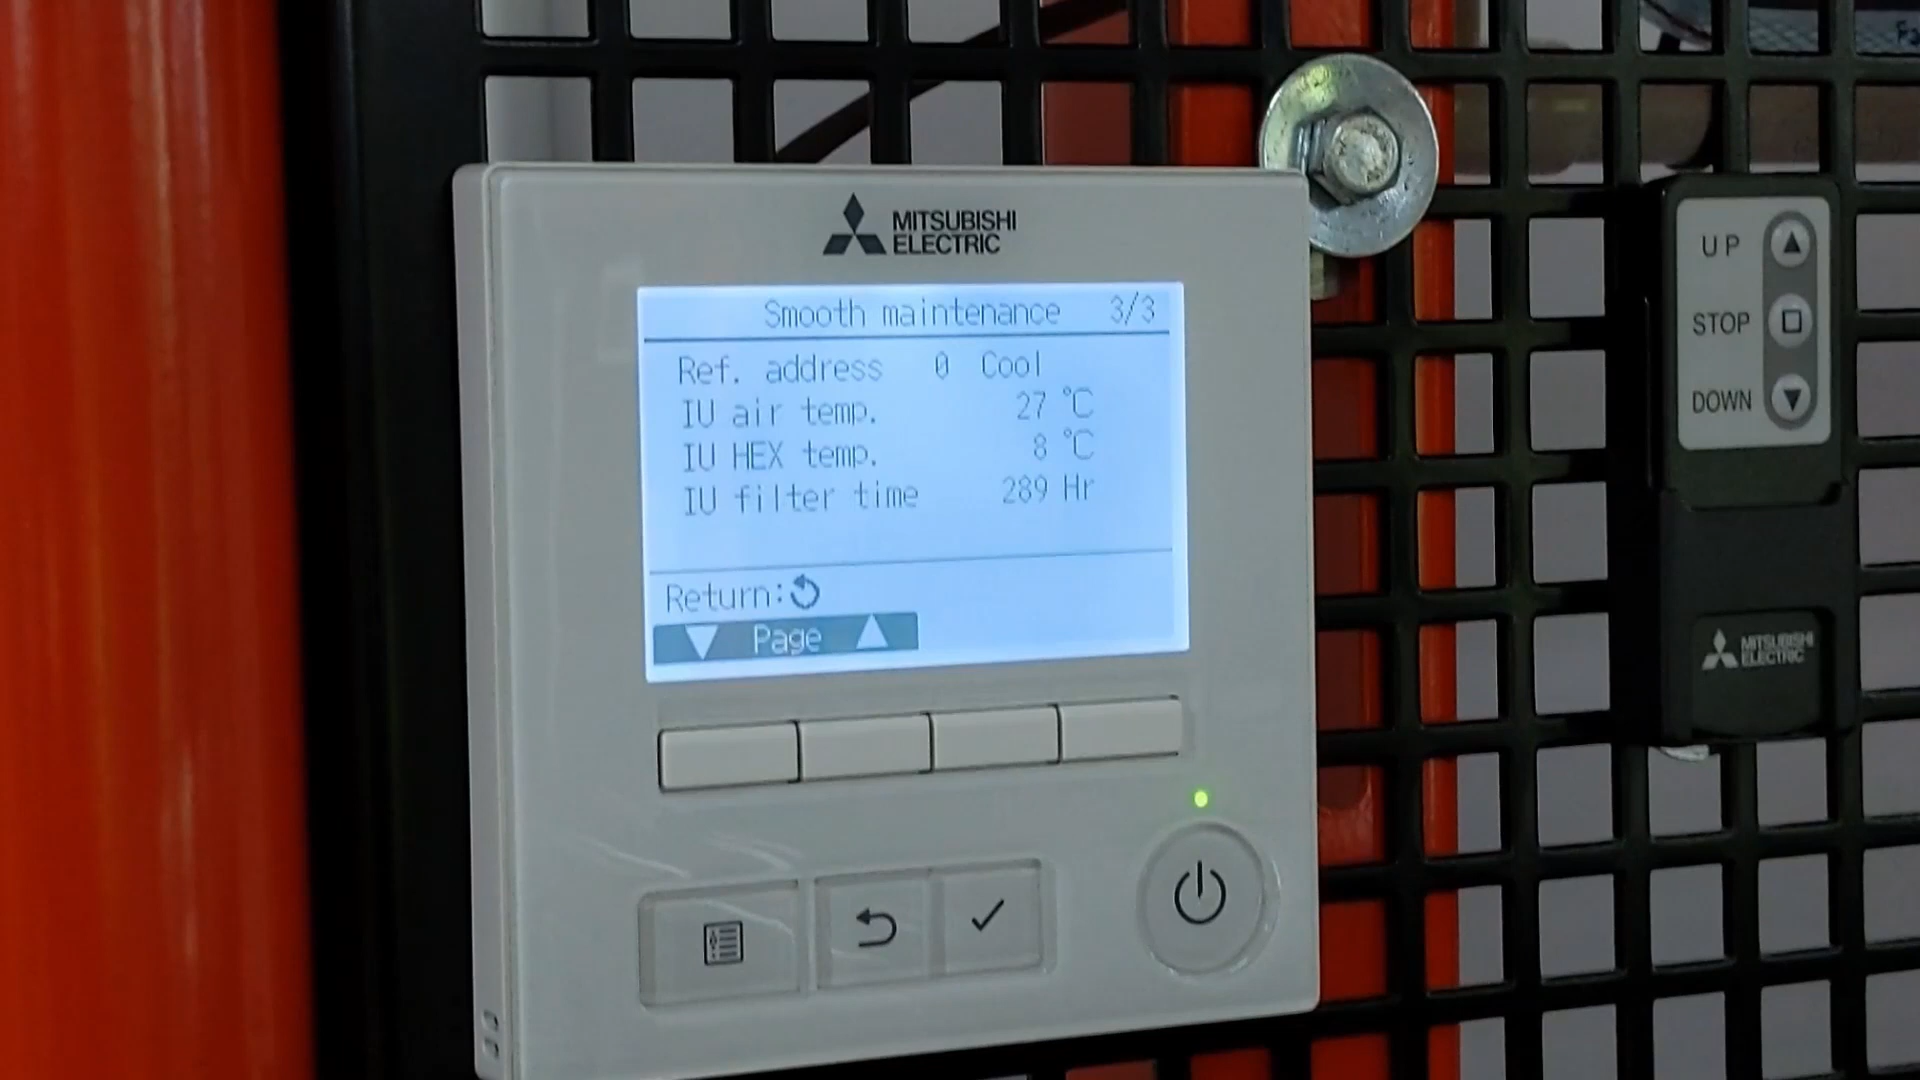 MITSUBISHI
ELECTRIC
Smooth maintenance 3/3
Ref. address 0 Cool
IU air temp. 27 ℃
IU HEX temp. 8 ℃
IU filter time 289 Hr
Return:
Page
UP
STOP
DOWN
MITSUBISHI
ELECTRIC